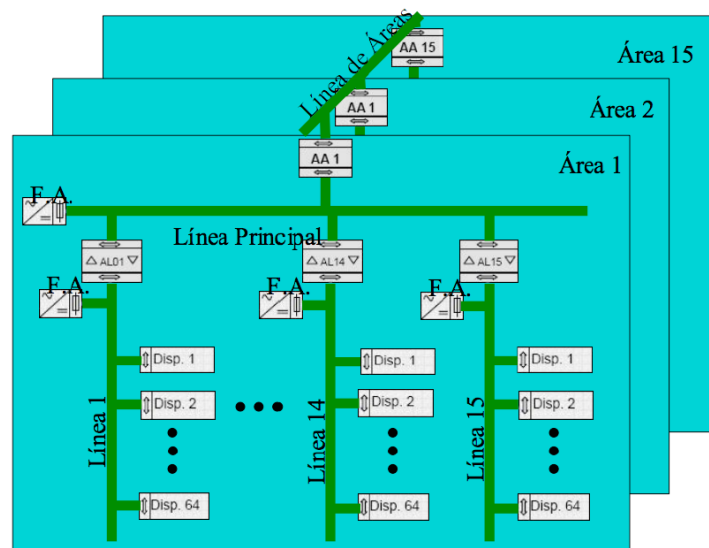 Línea de Áreas
AA 15
Área 15
AA 1
Área 2
AA 1
Área 1
F.A.
Línea Principal
AL01
AL14
AL15
F.A.
F.A.
F.A.
Línea 1
Disp. 1
Disp. 2
Disp. 64
Línea 14
Disp. 1
Disp. 2
Disp. 64
Línea 15
Disp. 1
Disp. 2
Disp. 64